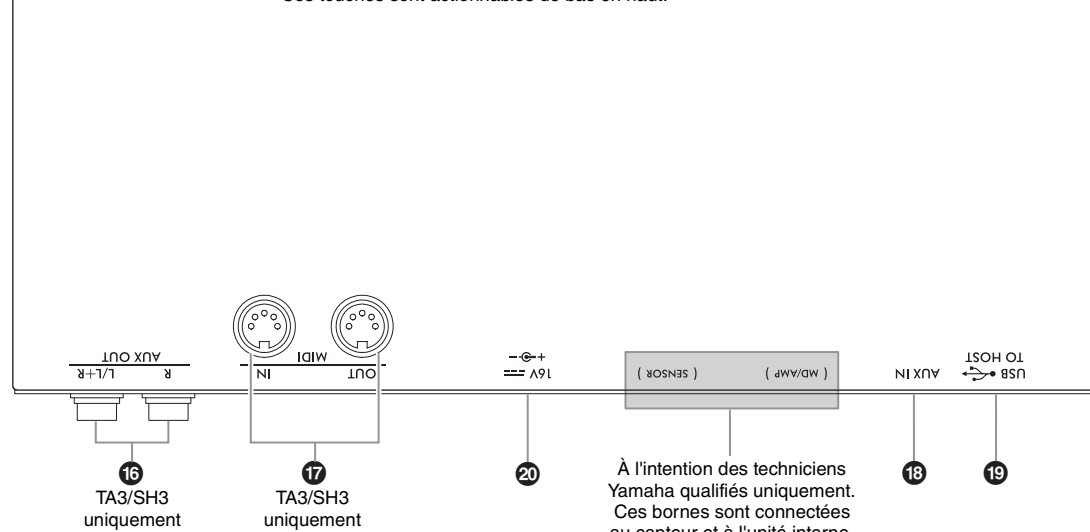 Ces touches sont actionnables de bas en haut.
AUX OUT
L/L+R R
MIDI
IN OUT
16V
( SENSOR ) ( MD/AMP )
AUX IN
USB
TO HOST
16
TA3/SH3
uniquement
17
TA3/SH3
uniquement
20
À l'intention des techniciens
Yamaha qualifiés uniquement.
Ces bornes sont connectées
au capteur et à l'unité interne.
18
19